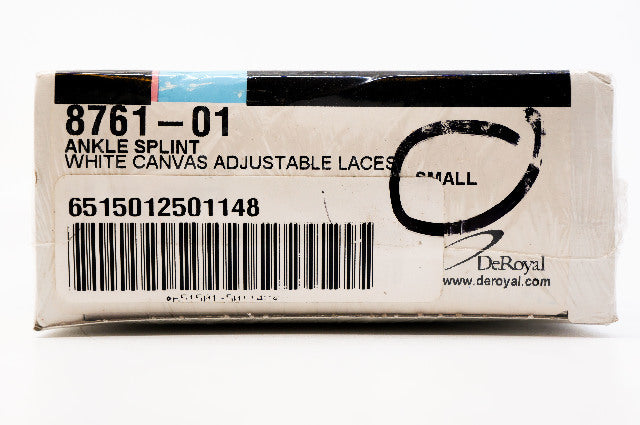 8761-01
ANKLE SPLINT
WHITE CANVAS ADJUSTABLE LACES
SMALL
6515012501148
DeRoyal
www.deroyal.com